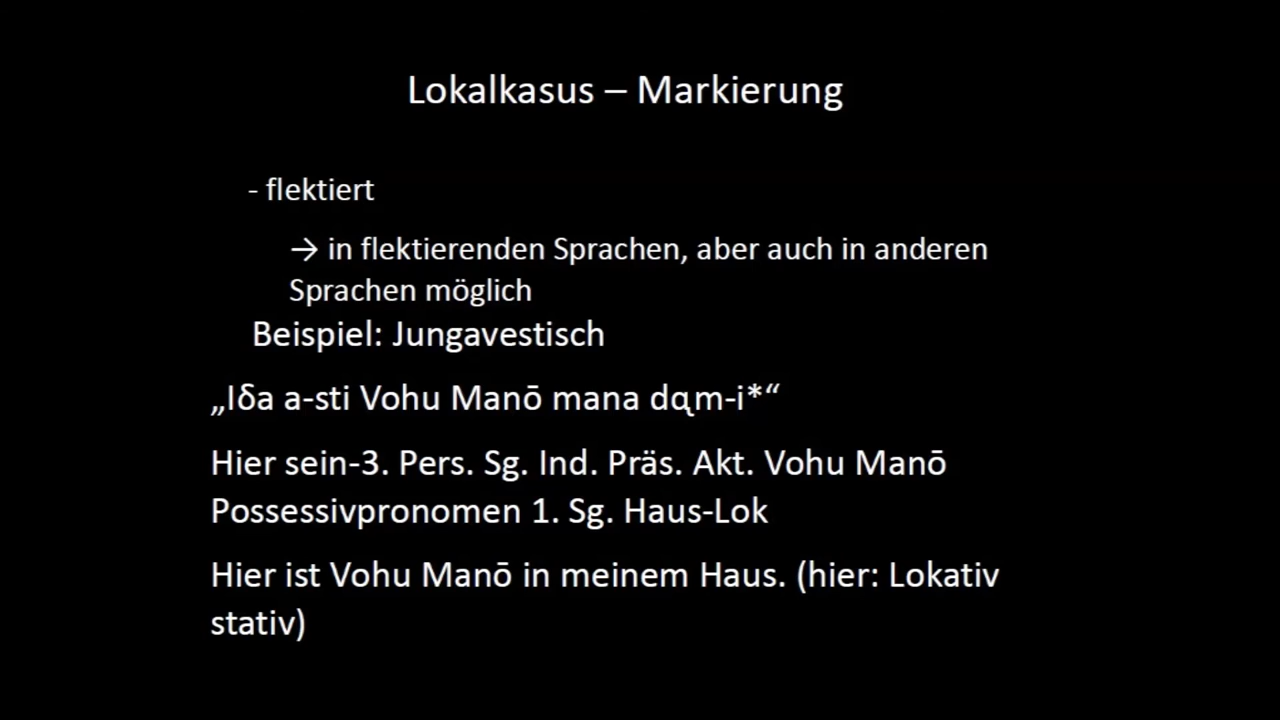 Lokalkasus – Markierung
- flektiert
→ in flektierenden Sprachen, aber auch in anderen
Sprachen möglich
Beispiel: Jungavestisch
„Iδa a-sti Vohu Manō mana dąm-i*“
Hier sein-3. Pers. Sg. Ind. Präs. Akt. Vohu Manō
Possessivpronomen 1. Sg. Haus-Lok
Hier ist Vohu Manō in meinem Haus. (hier: Lokativ
stativ)